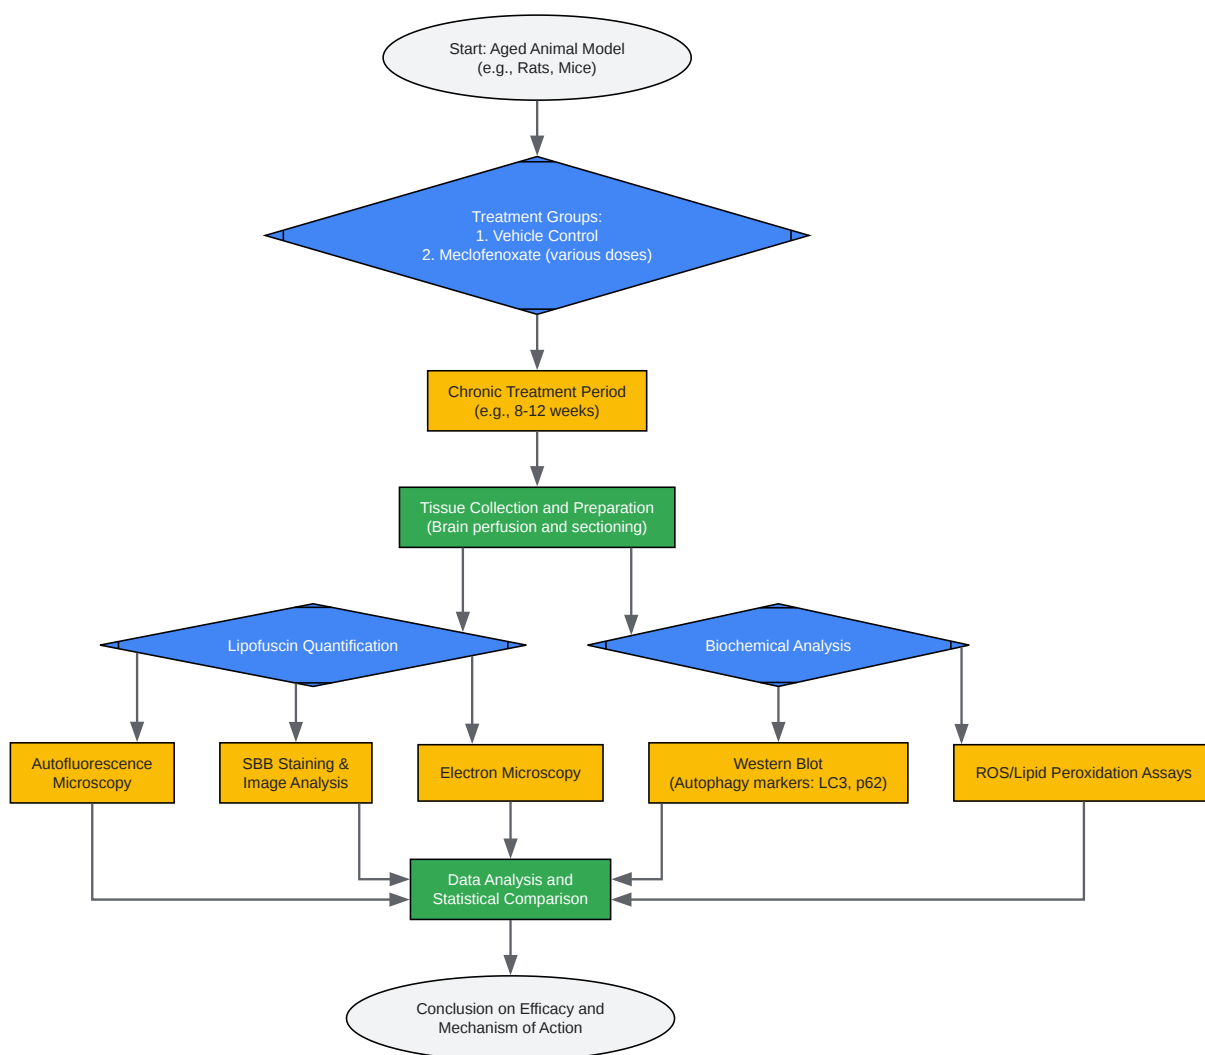 Start: Aged Animal Model
(e.g., Rats, Mice)
Treatment Groups:
1. Vehicle Control
2. Meclofenoxate (various doses)
Chronic Treatment Period
(e.g., 8-12 weeks)
Tissue Collection and Preparation
(Brain perfusion and sectioning)
Lipofuscin Quantification
Biochemical Analysis
Autofluorescence
Microscopy
SBB Staining &
Image Analysis
Electron Microscopy
Western Blot
(Autophagy markers: LC3, p62)
ROS/Lipid Peroxidation Assays
Data Analysis and
Statistical Comparison
Conclusion on Efficacy and
Mechanism of Action